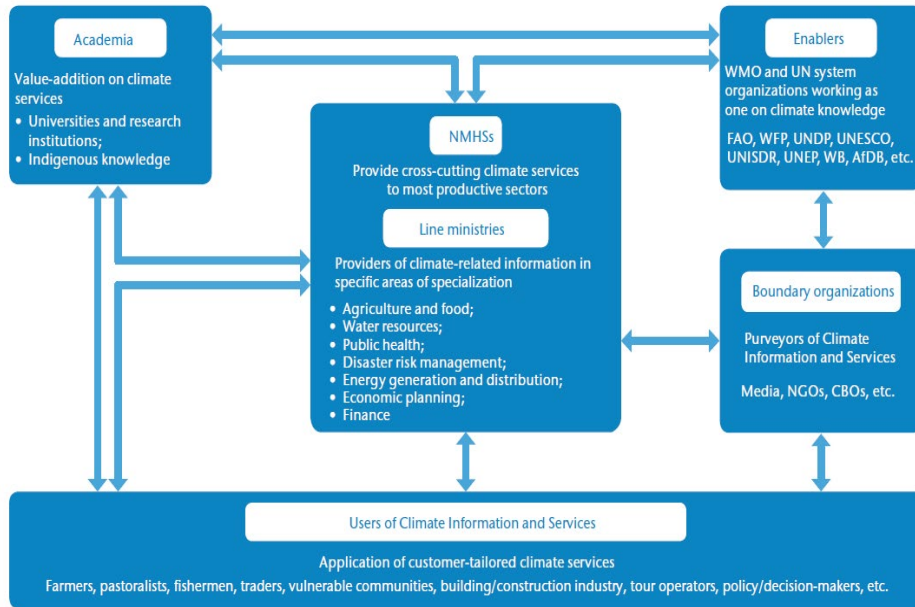 Academia
Value-addition on climate
services
• Universities and research
institutions;
• Indigenous knowledge
Enablers
WMO and UN system
organizations working as
one on climate knowledge
FAO, WFP, UNDP, UNESCO,
UNISDR, UNEP, WB, AfDB, etc.
NMHSs
Provide cross-cutting climate services
to most productive sectors
Line ministries
Providers of climate-related information in
specific areas of specialization
• Agriculture and food;
• Water resources;
• Public health;
• Disaster risk management;
• Energy generation and distribution;
• Economic planning;
• Finance
Boundary organizations
Purveyors of Climate
Information and Services
Media, NGOs, CBOs, etc.
Users of Climate Information and Services
Application of customer-tailored climate services
Farmers, pastoralists, fishermen, traders, vulnerable communities, building/construction industry, tour operators, policy/decision-makers, etc.